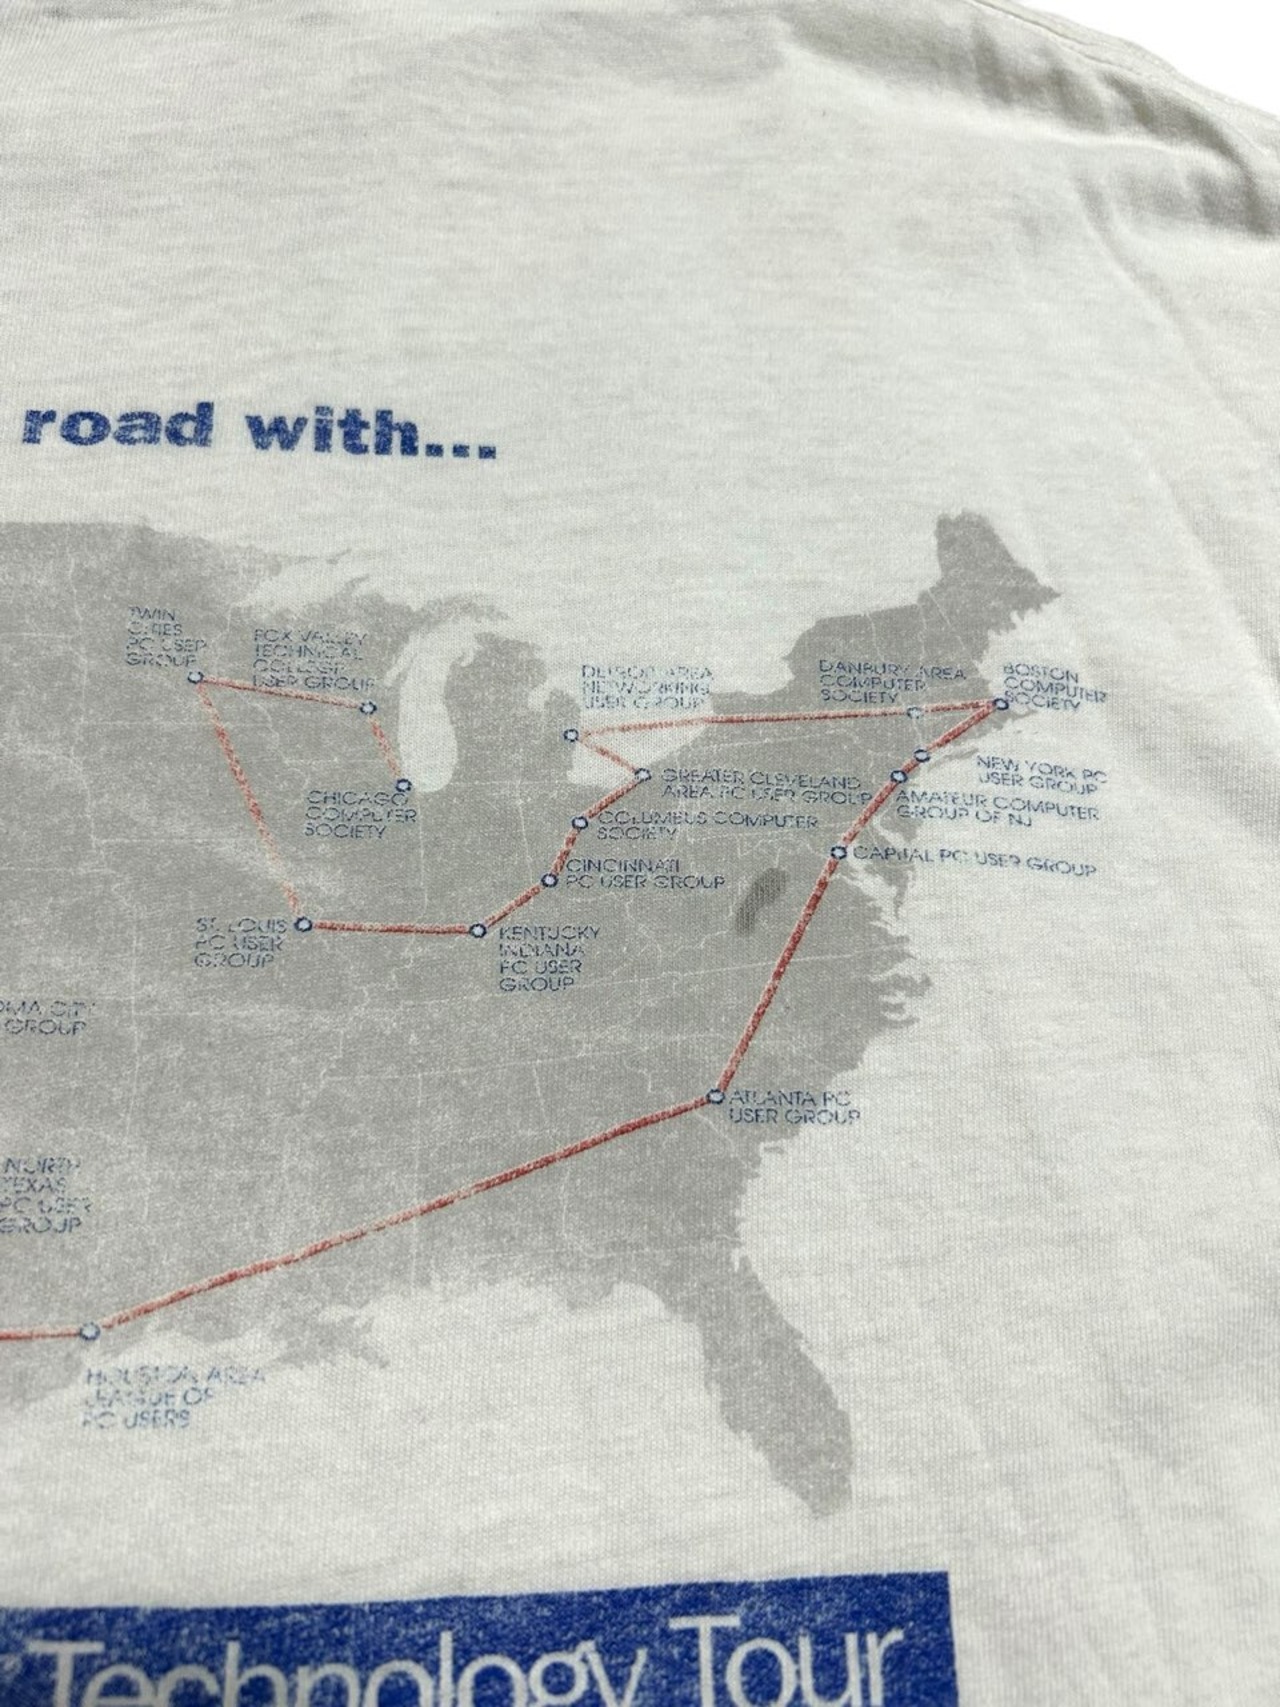 road with...
TWIN
CITIES
PC USER
GROUP
FOX VALLEY
TECHNICAL
COLLEGE
USER GROUP
DETROIT AREA
NETWORKING
USER GROUP
DANBURY AREA
COMPUTER
SOCIETY
BOSTON
COMPUTER
SOCIETY
NEW YORK PC
USER GROUP
GREATER CLEVELAND
AREA PC USER GROUP
AMATEUR COMPUTER
GROUP OF NJ
CHICAGO
COMPUTER
SOCIETY
COLUMBUS COMPUTER
SOCIETY
CAPITAL PC USER GROUP
CINCINNATI
PC USER GROUP
ST. LOUIS
PC USER
GROUP
KENTUCKY
INDIANA
PC USER
GROUP
OMA CITY
GROUP
ATLANTA PC
USER GROUP
NORTH
TEXAS
PC USER
GROUP
HOUSTON AREA
LEAGUE OF
PC USERS
Technology Tour